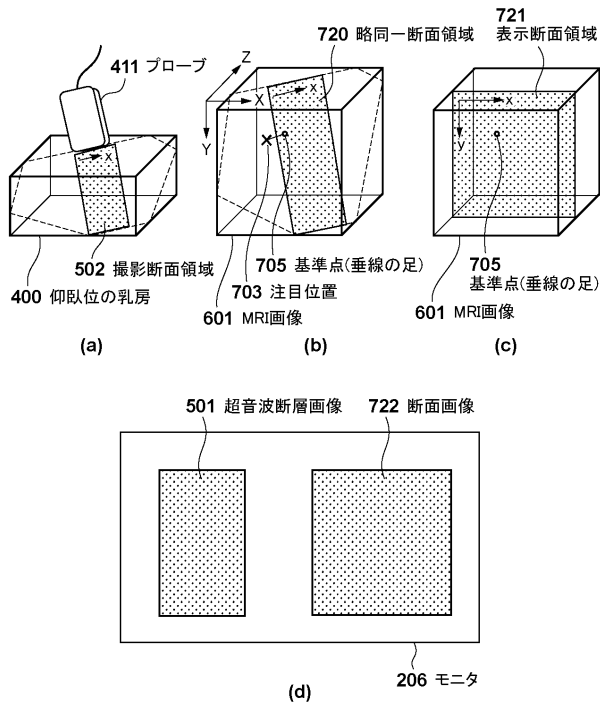 411 プローブ
x
502 撮影断面領域
400 仰臥位の乳房
(a)
720 略同一断面領域
Z
X
Y
x
705 基準点(垂線の足)
703 注目位置
601 MRI画像
(b)
721
表示断面領域
x
y
705
基準点(垂線の足)
601 MRI画像
(c)
501 超音波断層画像
722 断面画像
206 モニタ
(d)